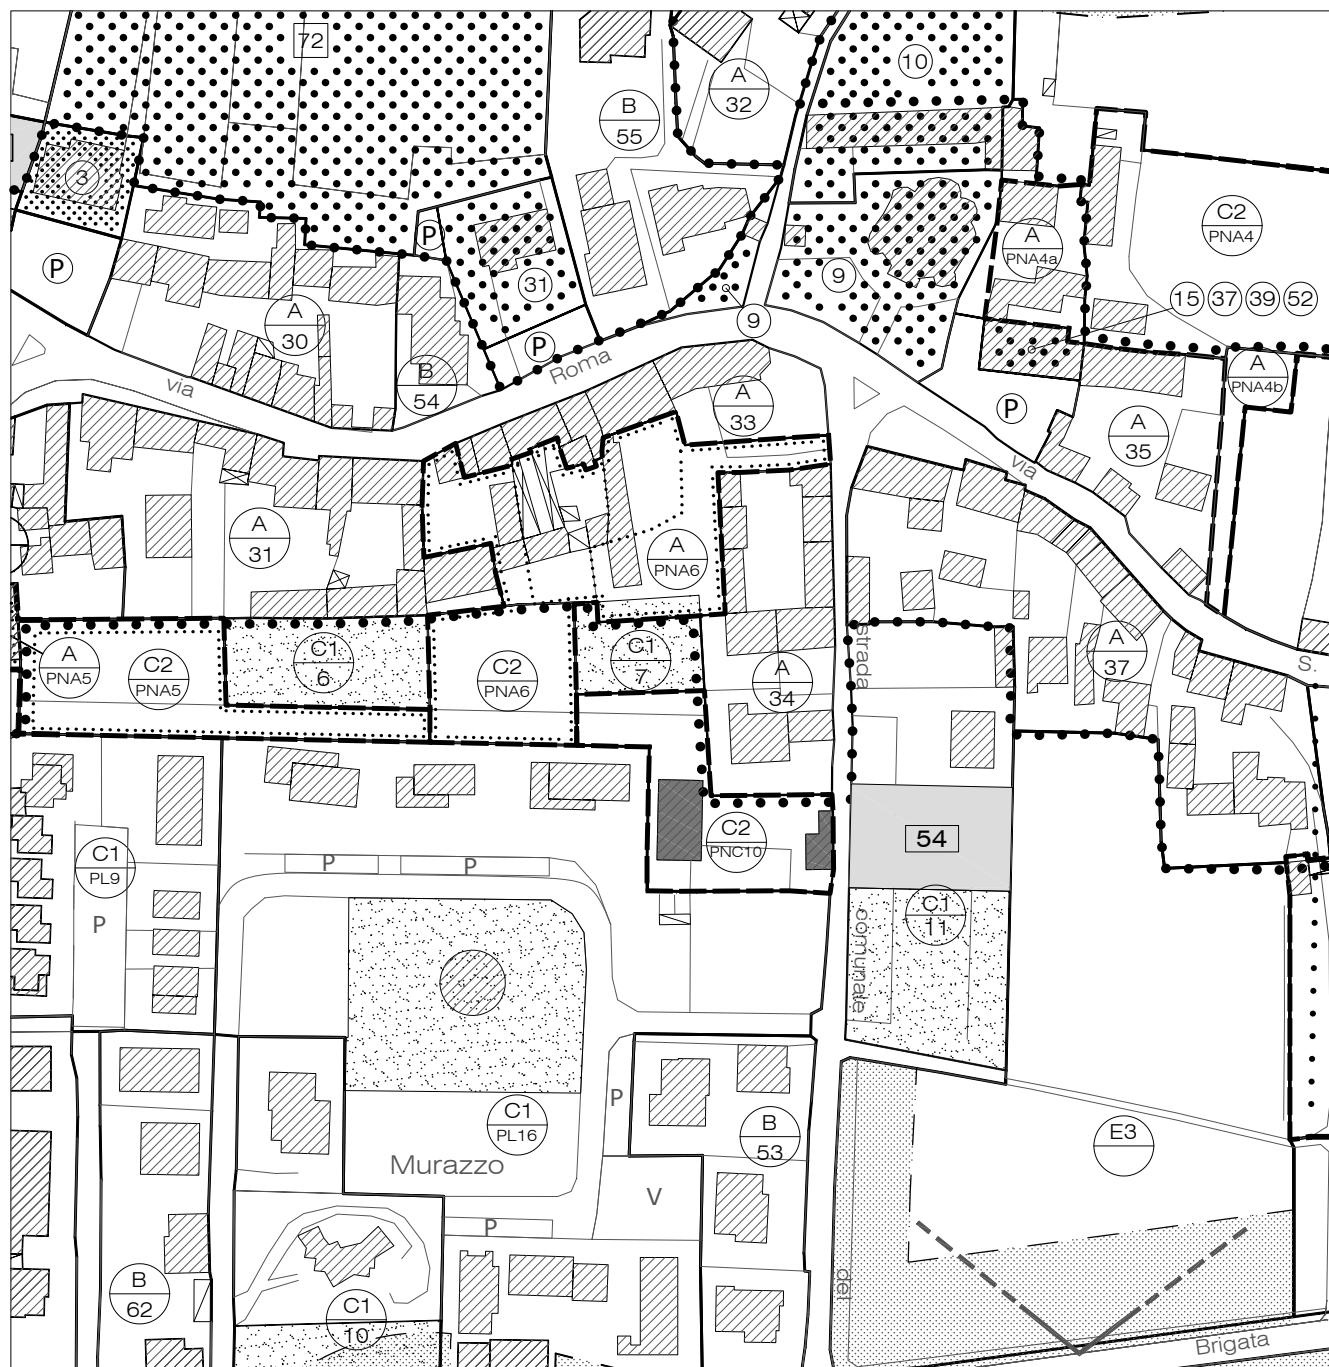 72
10
A
32
B
55
3
P
C2
PNA4
A
PNA4a
P
31
9
15 37 39 52
A
30
9
P
Roma
via
B
54
A
PNA4b
A
33
P
A
35
via
A
31
A
PNA6
strada
A
PNA5
C2
PNA5
C1
6
C2
PNA6
C1
7
A
34
A
37
S.
54
C2
PNC10
C1
PL9
P
P
P
C1
11
comunale
P
C1
PL16
B
53
E3
Murazzo
V
P
B
62
C1
10
del
Brigata